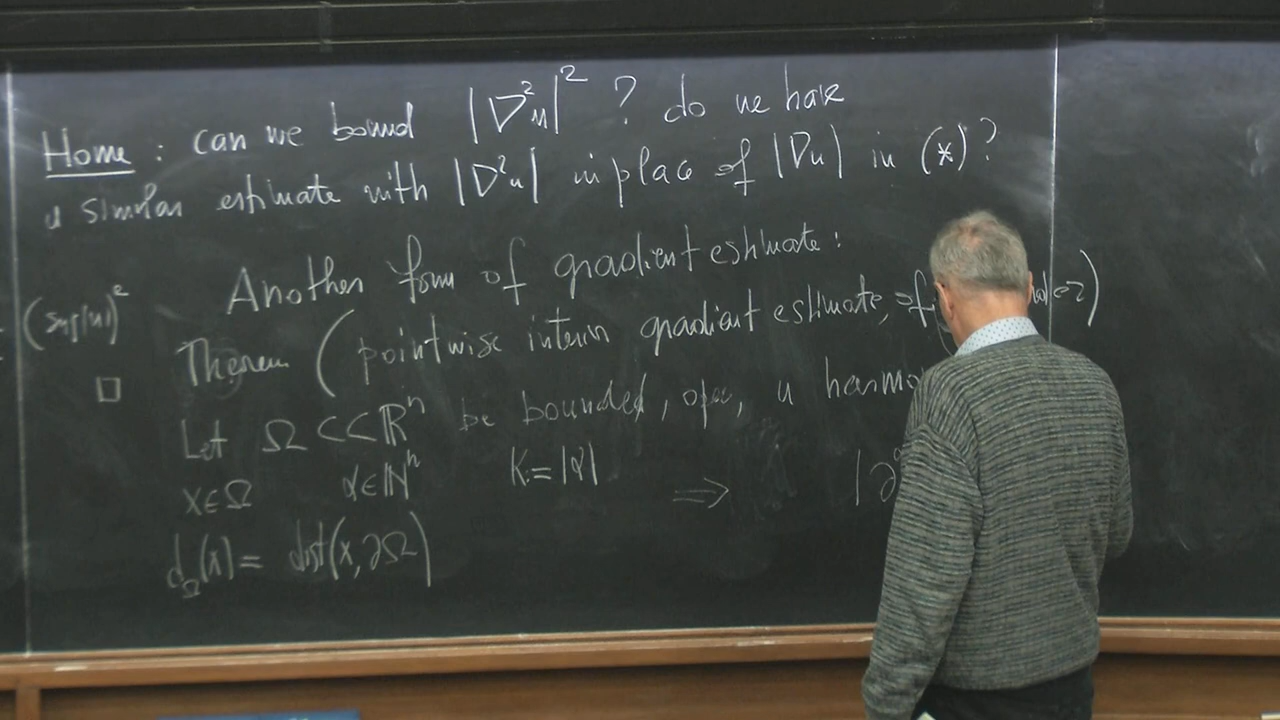 Home : can we bound |D²u|² ? do we have
a similar estimate with |D²u| in place of |Du| in (*)?
Another form of gradient estimate :
(sup|u|)²
Theorem (pointwise interior gradient estimate, of
□
Let Ω ⊂⊂ ℝⁿ be bounded, open, u harmo
x∈Ω α∈ℕⁿ K=|α| ⇒ |∂
d_Ω(x) = dist(x, ∂Ω)